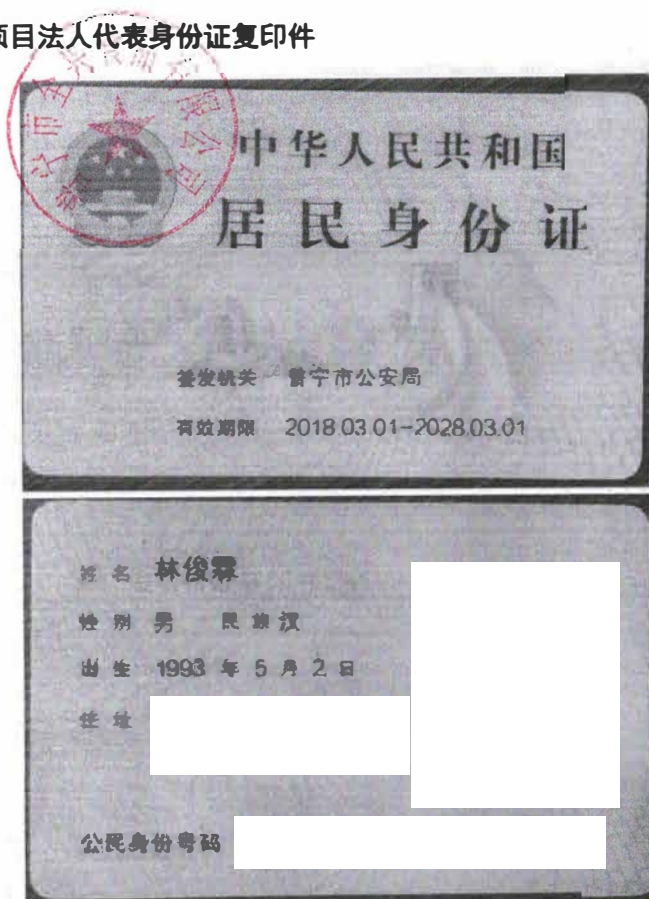 项目法人代表身份证复印件
中华人民共和国
居民身份证
签发机关 普宁市公安局
有效期限 2018.03.01-2028.03.01
姓名 林俊霖
性别 男 民族 汉
出生 1993 年 5 月 2 日
住址
公民身份号码